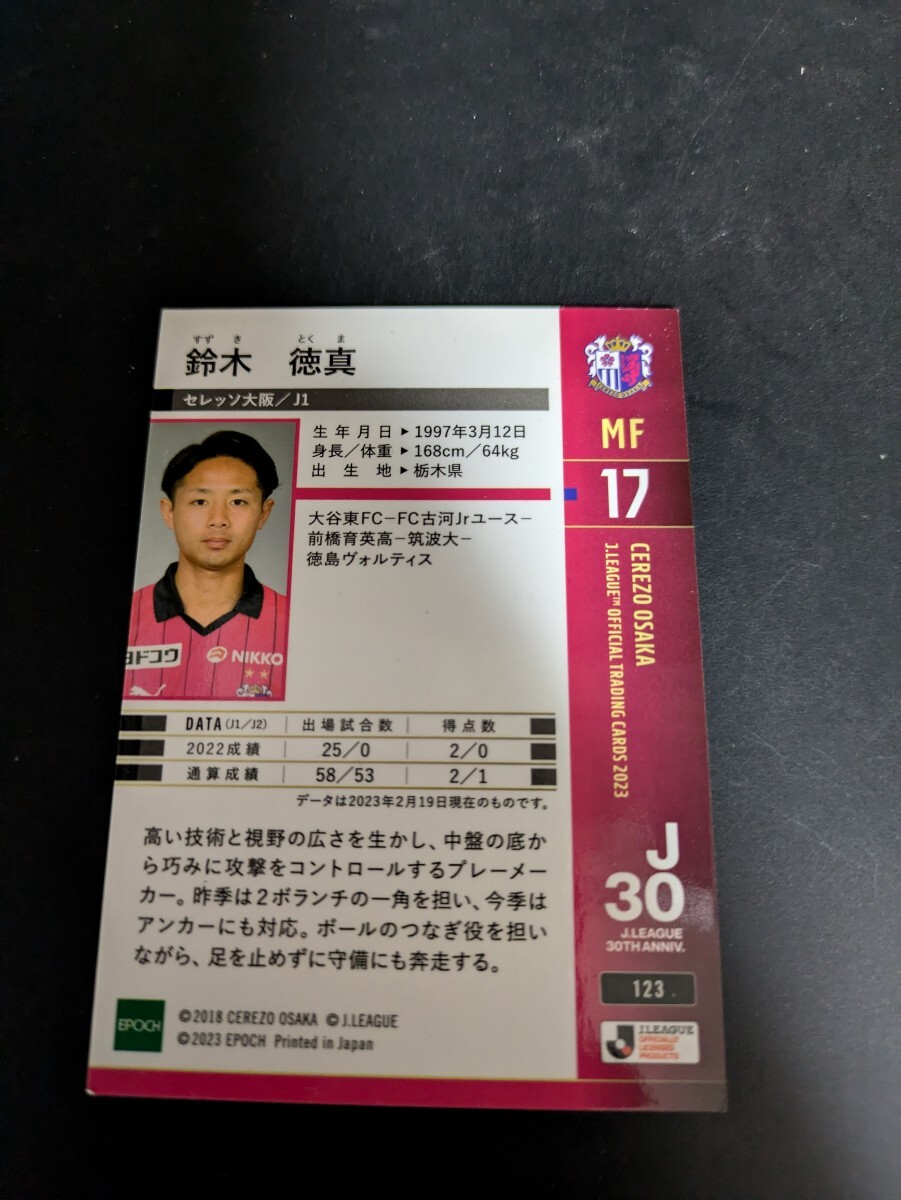 すず き とく ま
鈴木 徳真
セレッソ大阪／J1
生年月日▶1997年3月12日
身長／体重▶168cm／64kg
出生地▶栃木県
大谷東FC−FC古河Jrユース−
前橋育英高−筑波大−
徳島ヴォルティス
ヨドコウ
NIKKO
DATA (J1／J2) 出場試合数 得点数
2022成績 25／0 2／0
通算成績 58／53 2／1
データは2023年2月19日現在のものです。
高い技術と視野の広さを生かし、中盤の底か
ら巧みに攻撃をコントロールするプレーメー
カー。昨季は2ボランチの一角を担い、今季は
アンカーにも対応。ボールのつなぎ役を担い
ながら、足を止めずに守備にも奔走する。
EPOCH
©2018 CEREZO OSAKA ©J.LEAGUE
©2023 EPOCH Printed in Japan
CEREZO OSAKA
MF
17
CEREZO OSAKA
J.LEAGUE™ OFFICIAL TRADING CARDS 2023
J
30
J.LEAGUE
30TH ANNIV.
123
J.LEAGUE
OFFICIALLY
LICENSED
PRODUCTS